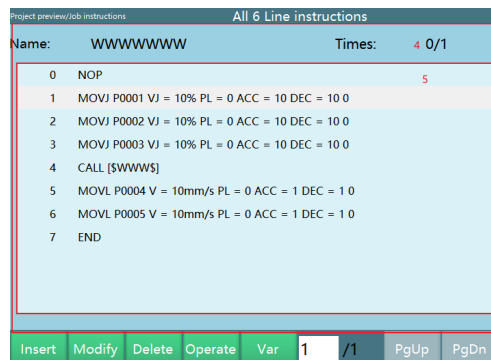 Project preview/Job instructions All 6 Line instructions
Name: WWWWWWW Times: 4 0/1
5
0 NOP
1 MOVJ P0001 VJ = 10% PL = 0 ACC = 10 DEC = 10 0
2 MOVJ P0002 VJ = 10% PL = 0 ACC = 10 DEC = 10 0
3 MOVJ P0003 VJ = 10% PL = 0 ACC = 10 DEC = 10 0
4 CALL [$WWW$]
5 MOVL P0004 V = 10mm/s PL = 0 ACC = 1 DEC = 1 0
6 MOVL P0005 V = 10mm/s PL = 0 ACC = 1 DEC = 1 0
7 END
Insert Modify Delete Operate Var 1 /1 PgUp PgDn